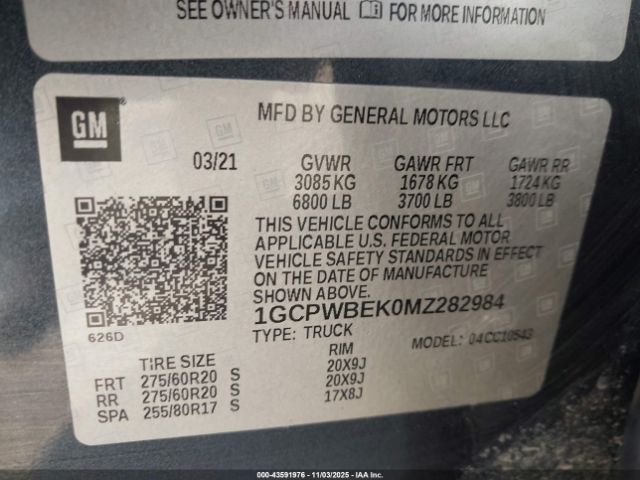 SEE OWNER'S MANUAL FOR MORE INFORMATION
GM
MFD BY GENERAL MOTORS LLC
03/21 GVWR GAWR FRT GAWR RR
3085 KG 1678 KG 1724 KG
6800 LB 3700 LB 3800 LB
THIS VEHICLE CONFORMS TO ALL
APPLICABLE U.S. FEDERAL MOTOR
VEHICLE SAFETY STANDARDS IN EFFECT
ON THE DATE OF MANUFACTURE
SHOWN ABOVE.
1GCPWBEK0MZ282984
626D
TYPE: TRUCK MODEL: 04CC10543
TIRE SIZE RIM
FRT 275/60R20 S 20X9J
RR 275/60R20 S 20X9J
SPA 255/80R17 S 17X8J
00-43591976 - 11/03/2025 - IAA Inc.